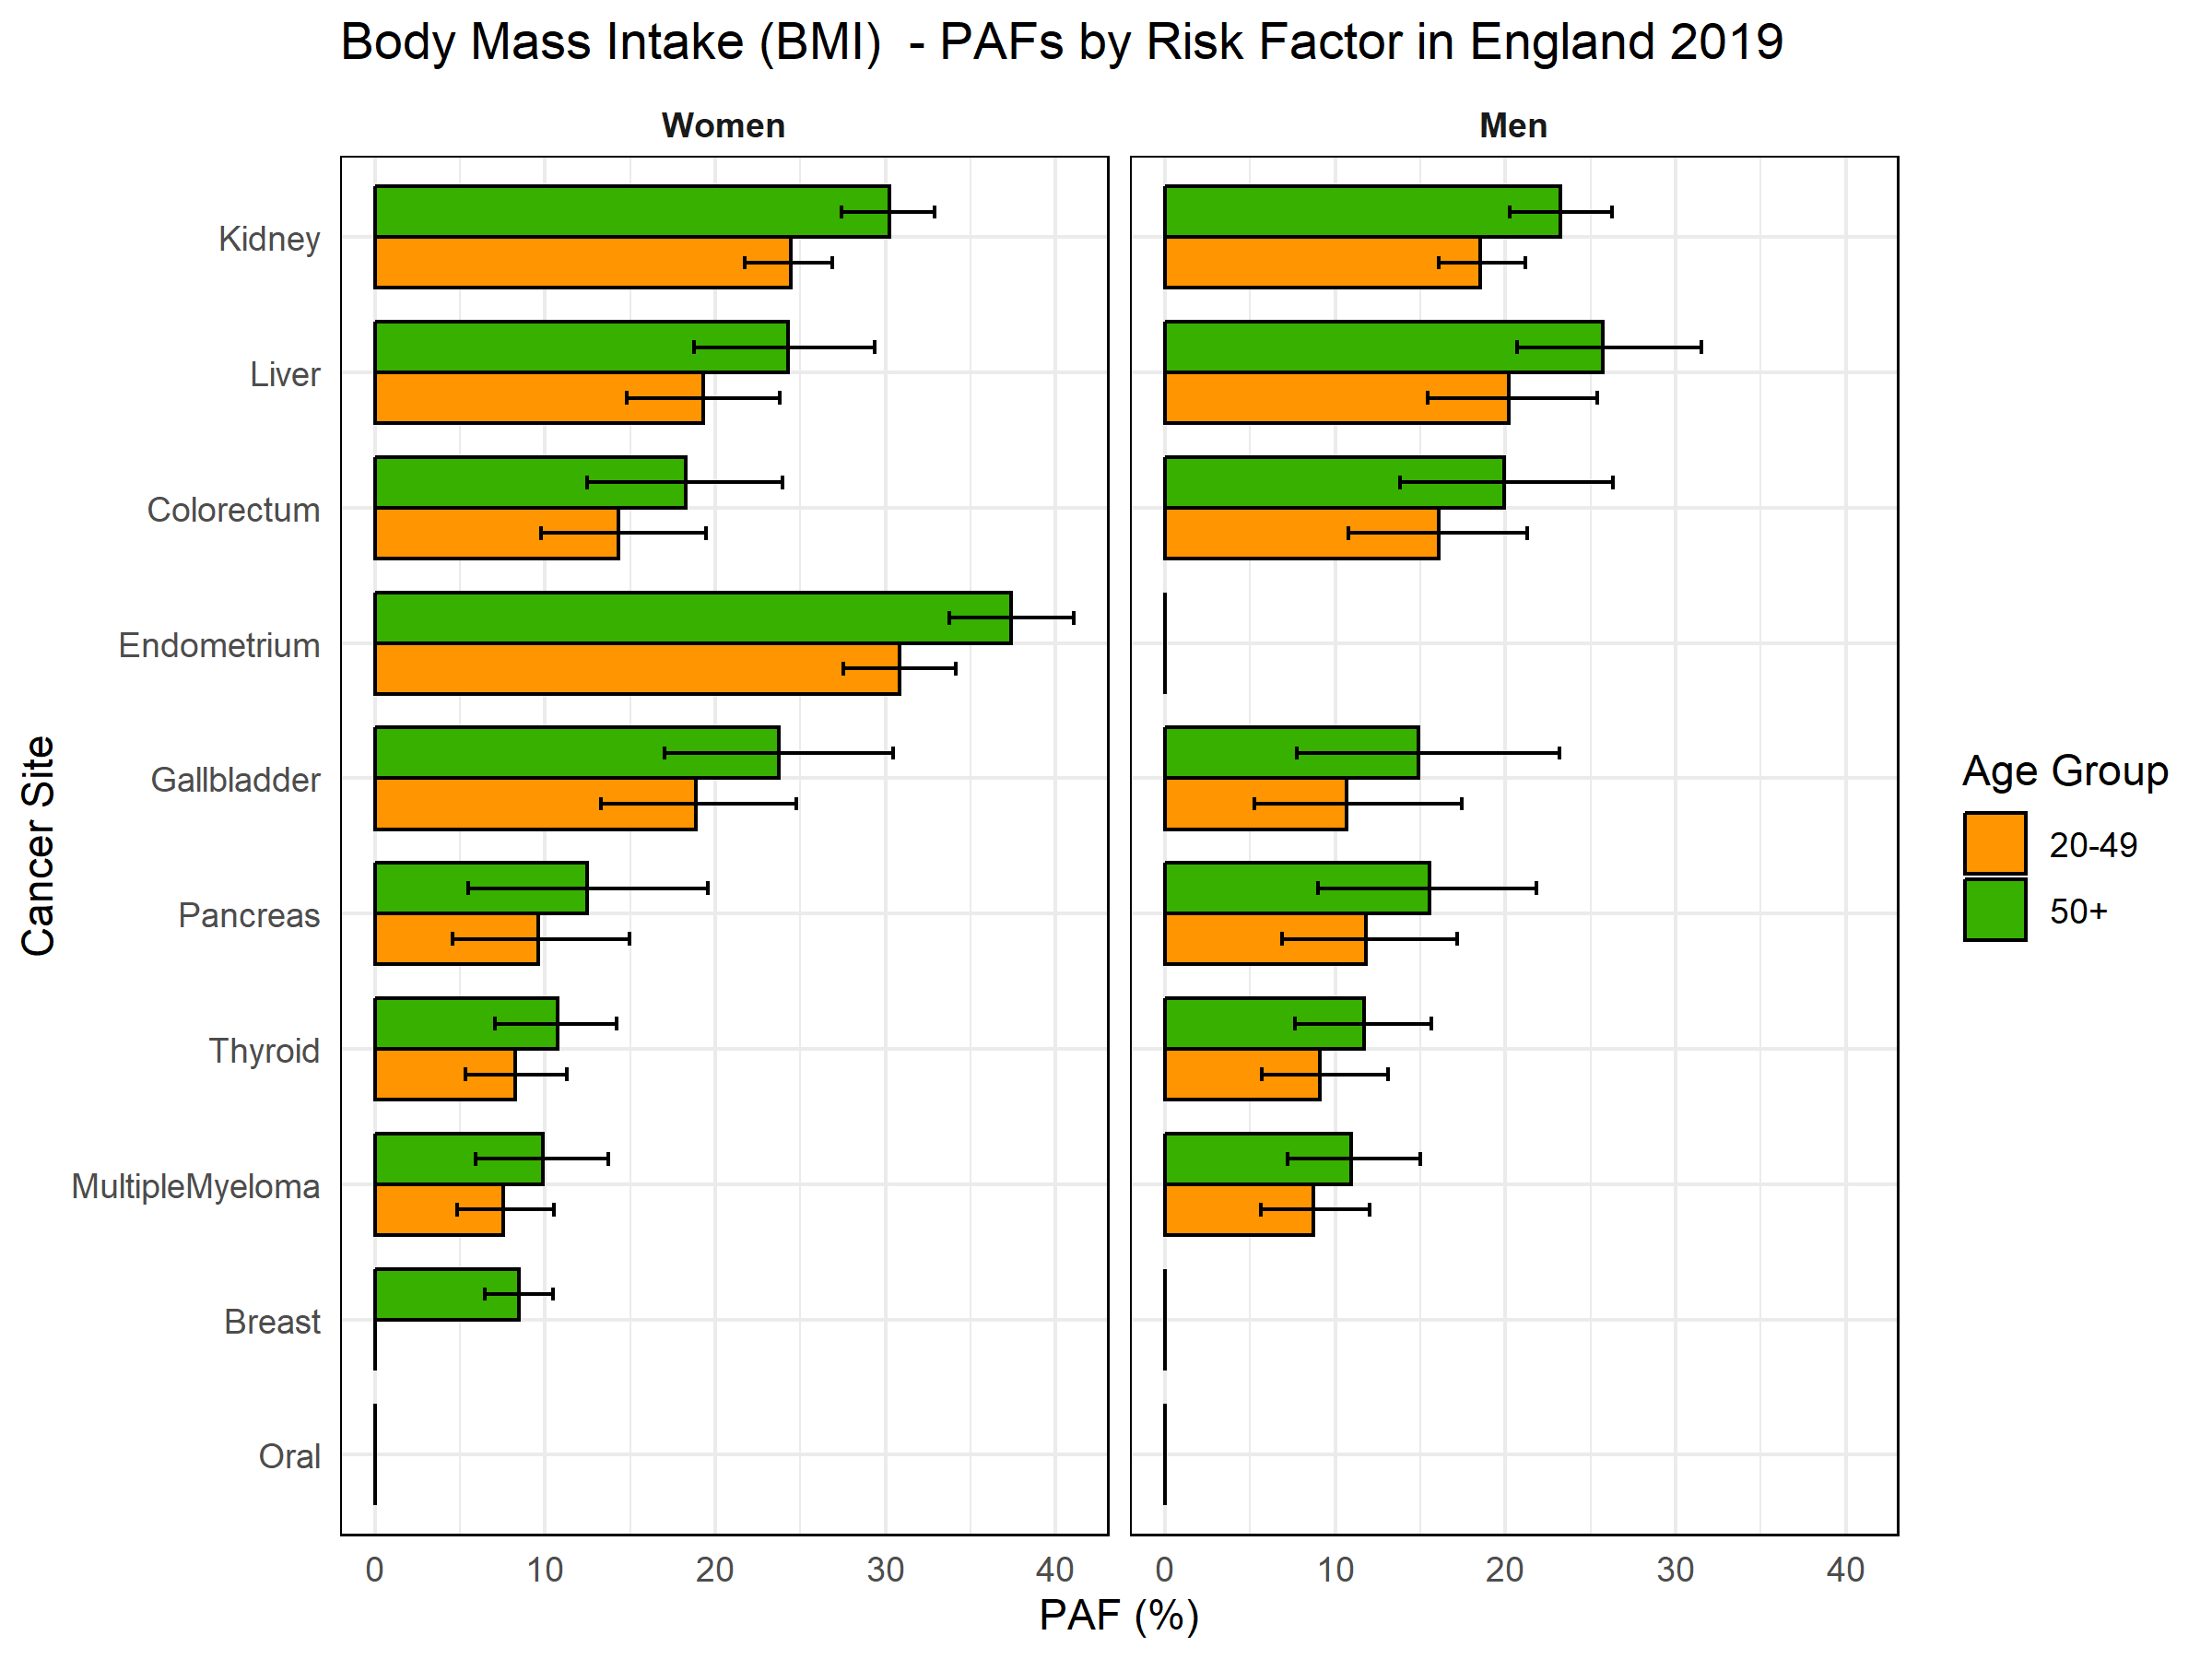 Body Mass Intake (BMI)  - PAFs by Risk Factor in England 2019
Women
Men
Kidney
Liver
Colorectum
Endometrium
Gallbladder
Pancreas
Thyroid
MultipleMyeloma
Breast
Oral
Cancer Site
0 10 20 30 40
0 10 20 30 40
PAF (%)
Age Group
20-49
50+